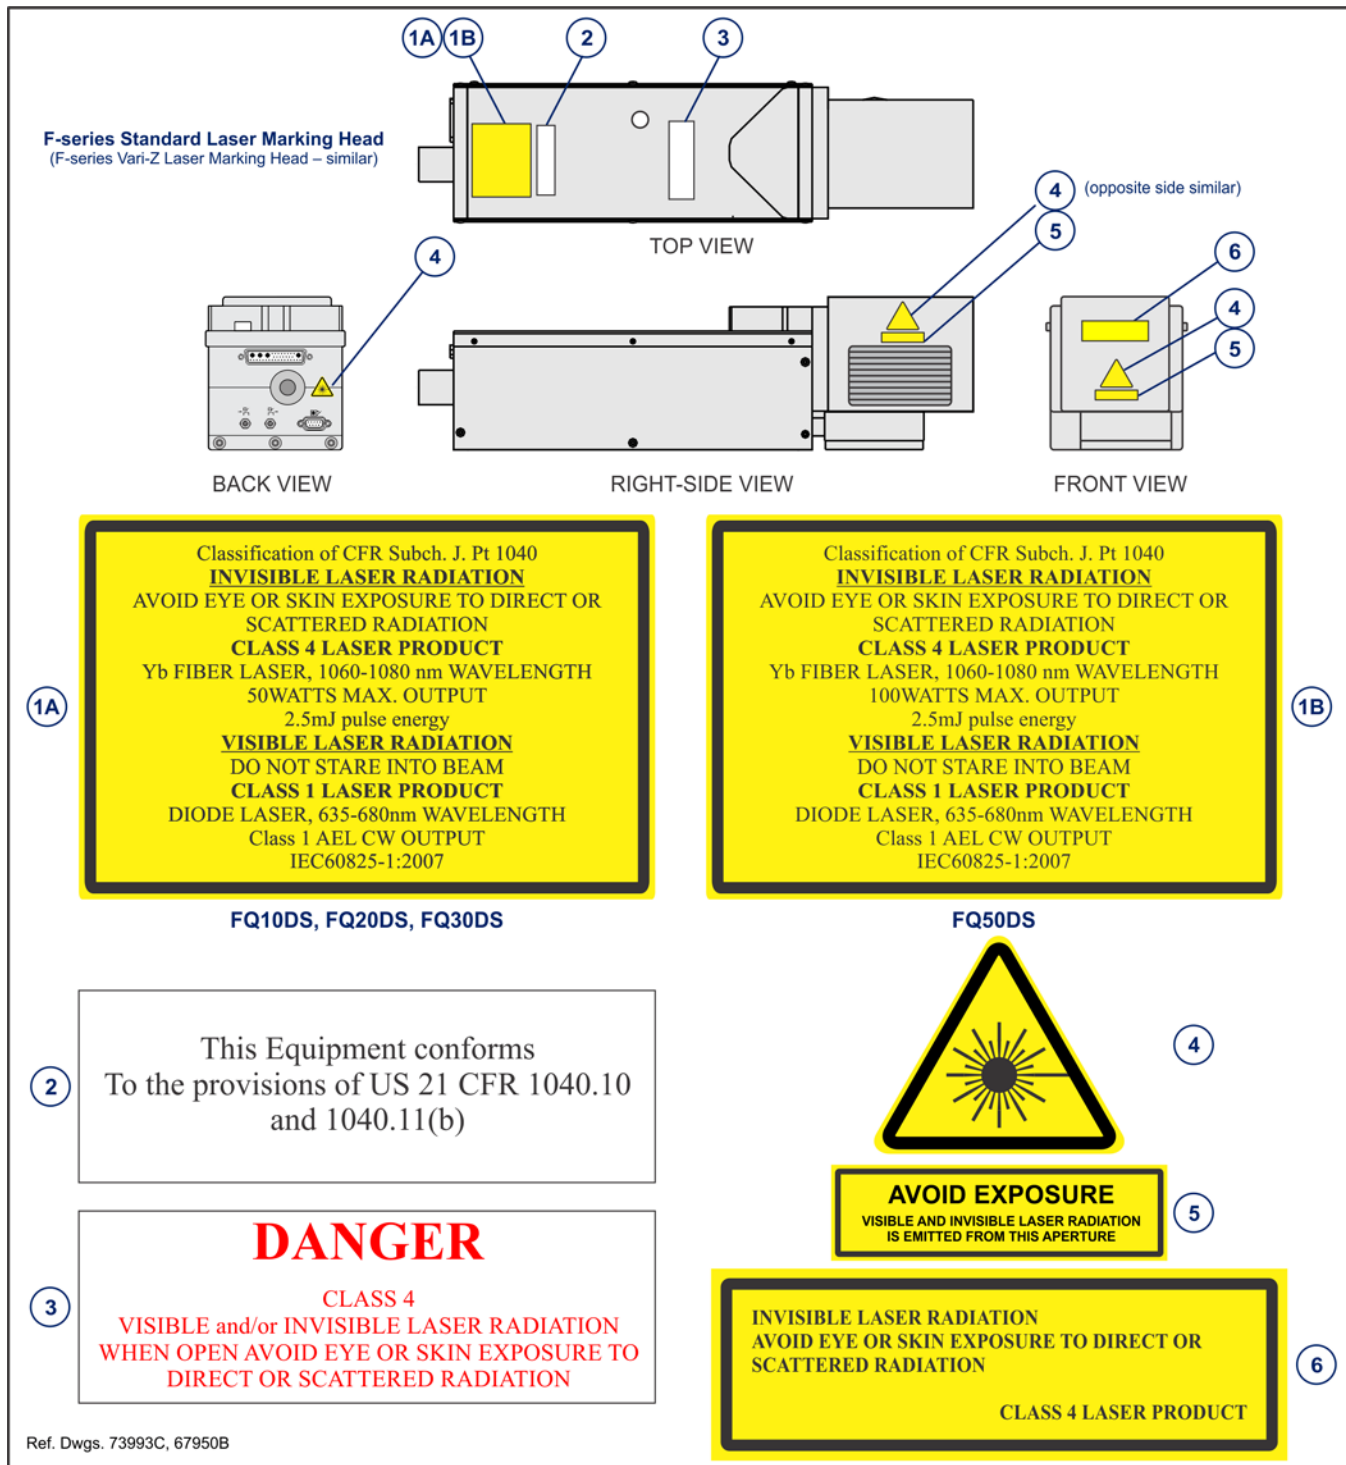 1A 1B 2 3
F-series Standard Laser Marking Head
(F-series Vari-Z Laser Marking Head – similar)
4 (opposite side similar)
5
TOP VIEW
4
6
4
5
BACK VIEW
RIGHT-SIDE VIEW
FRONT VIEW
1A
Classification of CFR Subch. J. Pt 1040
INVISIBLE LASER RADIATION
AVOID EYE OR SKIN EXPOSURE TO DIRECT OR
SCATTERED RADIATION
CLASS 4 LASER PRODUCT
Yb FIBER LASER, 1060-1080 nm WAVELENGTH
50WATTS MAX. OUTPUT
2.5mJ pulse energy
VISIBLE LASER RADIATION
DO NOT STARE INTO BEAM
CLASS 1 LASER PRODUCT
DIODE LASER, 635-680nm WAVELENGTH
Class 1 AEL CW OUTPUT
IEC60825-1:2007
FQ10DS, FQ20DS, FQ30DS
Classification of CFR Subch. J. Pt 1040
INVISIBLE LASER RADIATION
AVOID EYE OR SKIN EXPOSURE TO DIRECT OR
SCATTERED RADIATION
CLASS 4 LASER PRODUCT
Yb FIBER LASER, 1060-1080 nm WAVELENGTH
100WATTS MAX. OUTPUT
2.5mJ pulse energy
VISIBLE LASER RADIATION
DO NOT STARE INTO BEAM
CLASS 1 LASER PRODUCT
DIODE LASER, 635-680nm WAVELENGTH
Class 1 AEL CW OUTPUT
IEC60825-1:2007
1B
FQ50DS
2
This Equipment conforms
To the provisions of US 21 CFR 1040.10
and 1040.11(b)
3
DANGER
CLASS 4
VISIBLE and/or INVISIBLE LASER RADIATION
WHEN OPEN AVOID EYE OR SKIN EXPOSURE TO
DIRECT OR SCATTERED RADIATION
4
AVOID EXPOSURE
VISIBLE AND INVISIBLE LASER RADIATION
IS EMITTED FROM THIS APERTURE
5
INVISIBLE LASER RADIATION
AVOID EYE OR SKIN EXPOSURE TO DIRECT OR
SCATTERED RADIATION
CLASS 4 LASER PRODUCT
6
Ref. Dwgs. 73993C, 67950B